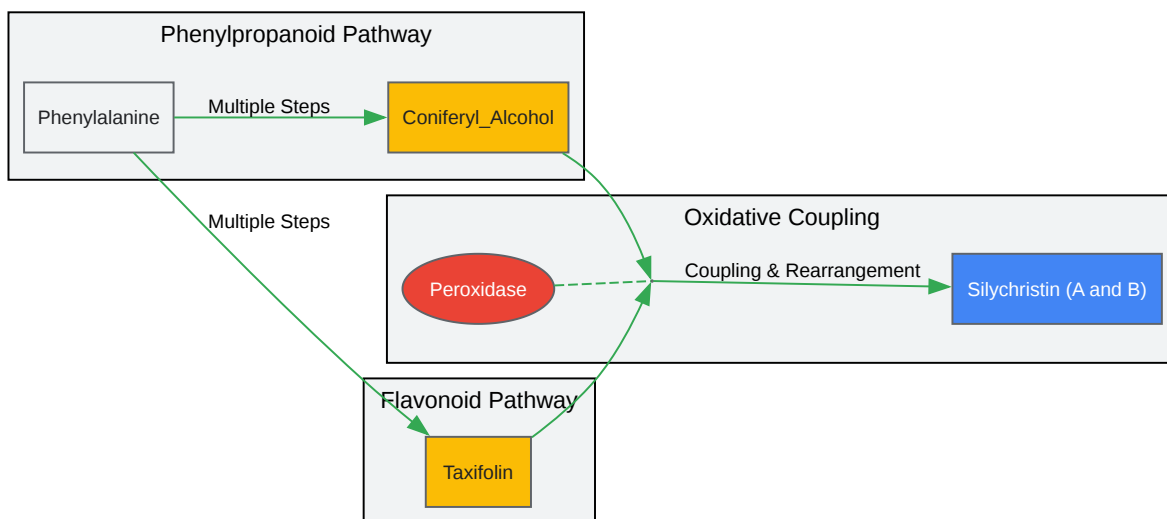 Phenylpropanoid Pathway
Phenylalanine
Multiple Steps
Coniferyl_Alcohol
Multiple Steps
Oxidative Coupling
Peroxidase
Coupling & Rearrangement
Silychristin (A and B)
Flavonoid Pathway
Taxifolin